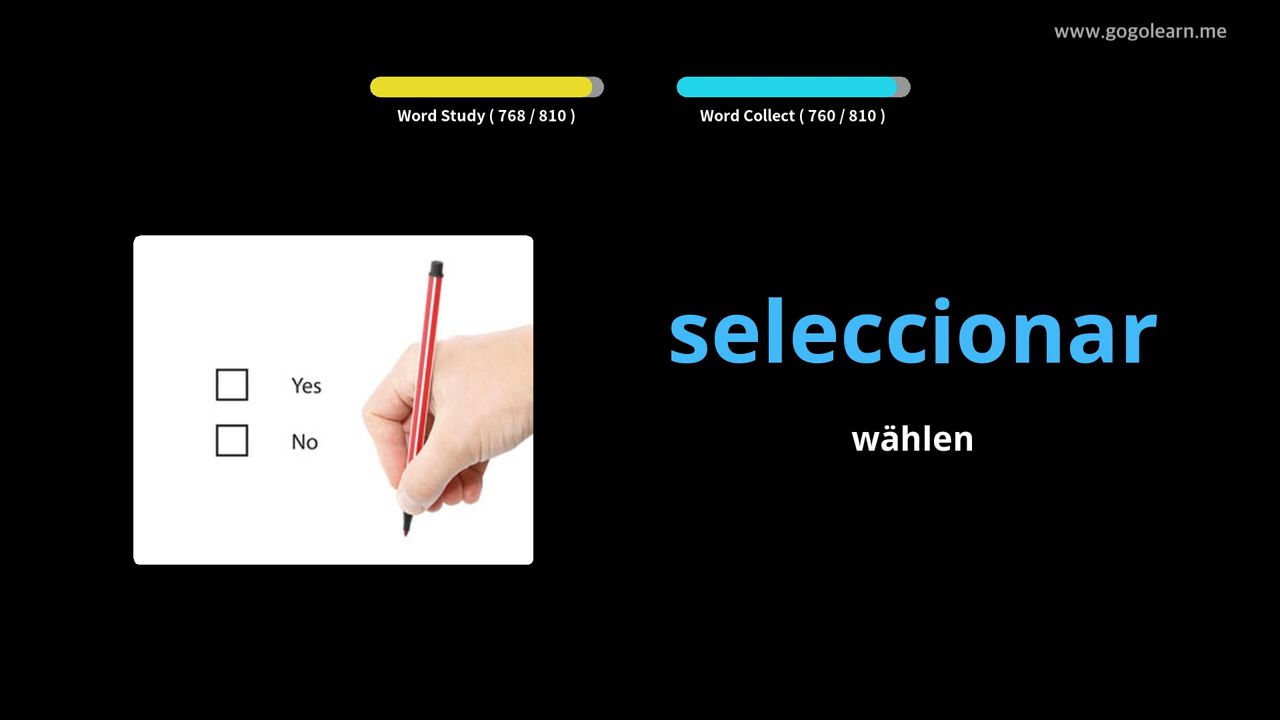 www.gogolearn.me
Word Study ( 768 / 810 )
Word Collect ( 760 / 810 )
Yes
No
seleccionar
wählen